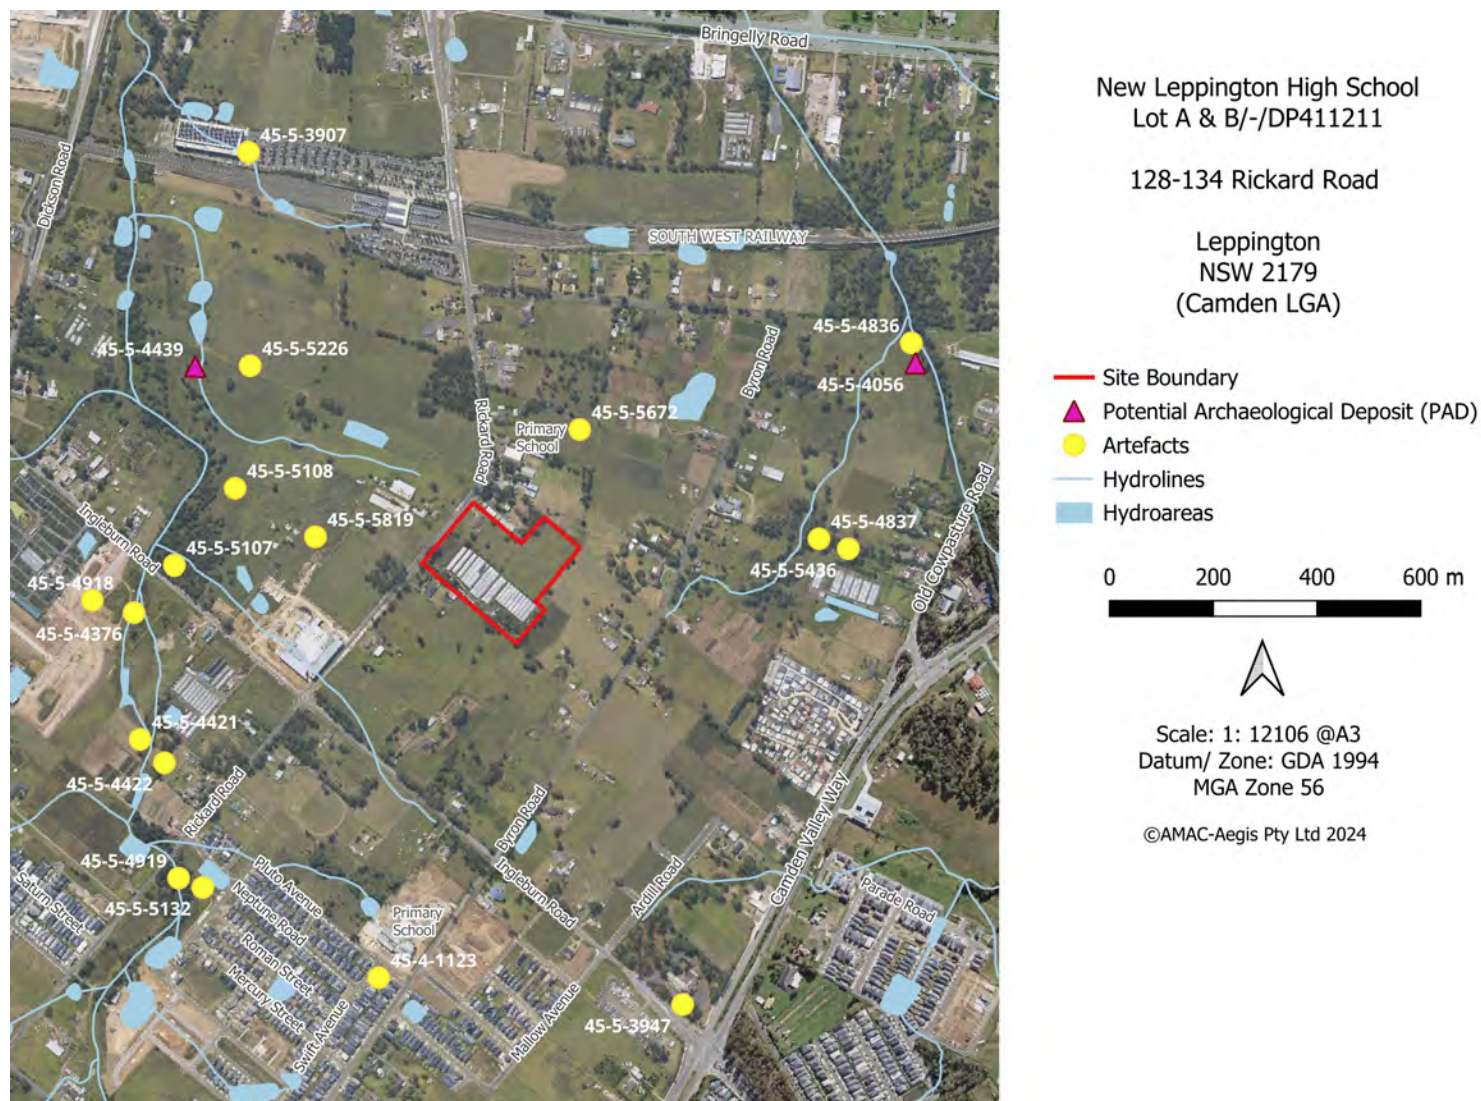 Bringelly Road
45-5-3907
Dickson Road
SOUTH WEST RAILWAY
45-5-4836
45-5-4439
45-5-5226
45-5-4056
Byron Road
Rickard Road
45-5-5672
Primary
School
45-5-5108
Old Cowpasture Road
Ingleburn Road
45-5-5819
45-5-4837
45-5-5107
45-5-5436
45-5-4918
45-5-4376
45-5-4421
45-5-4422
Rickard Road
Byron Road
Camden Valley Way
Ingleburn Road
Ardill Road
45-5-4919
Pluto Avenue
Saturn Street
Neptune Road
45-5-5132
Parade Road
Primary
School
Roman Street
Mercury Street
45-4-1123
Swift Avenue
Mallow Avenue
45-5-3947
New Leppington High School
Lot A & B/-/DP411211
128-134 Rickard Road
Leppington
NSW 2179
(Camden LGA)
Site Boundary
Potential Archaeological Deposit (PAD)
Artefacts
Hydrolines
Hydroareas
0 200 400 600 m
Scale: 1: 12106 @A3
Datum/ Zone: GDA 1994
MGA Zone 56
©AMAC-Aegis Pty Ltd 2024